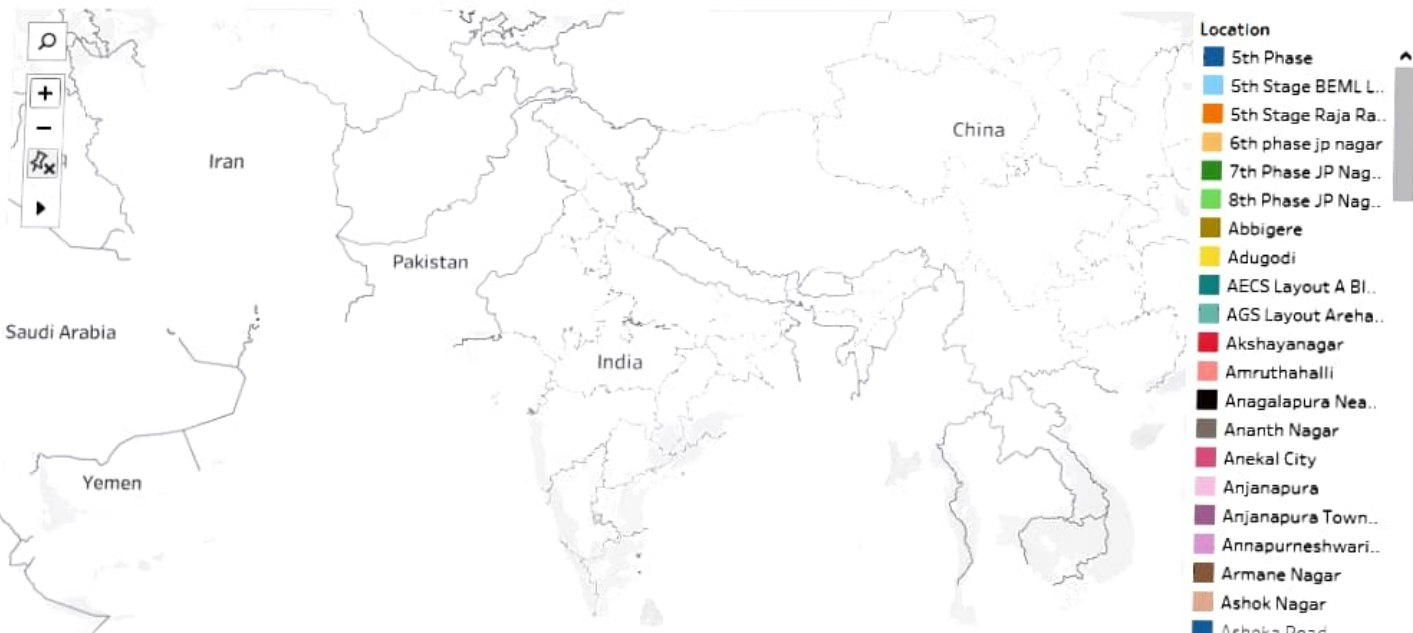 Iran
China
Pakistan
Saudi Arabia
India
Yemen
Location
5th Phase
5th Stage BEML L..
5th Stage Raja Ra..
6th phase jp nagar
7th Phase JP Nag..
8th Phase JP Nag..
Abbigere
Adugodi
AECS Layout A Bl..
AGS Layout Areha..
Akshayanagar
Amruthahalli
Anagalapura Nea..
Ananth Nagar
Anekal City
Anjanapura
Anjanapura Town..
Annapurneshwari..
Armane Nagar
Ashok Nagar
Ashoka Road